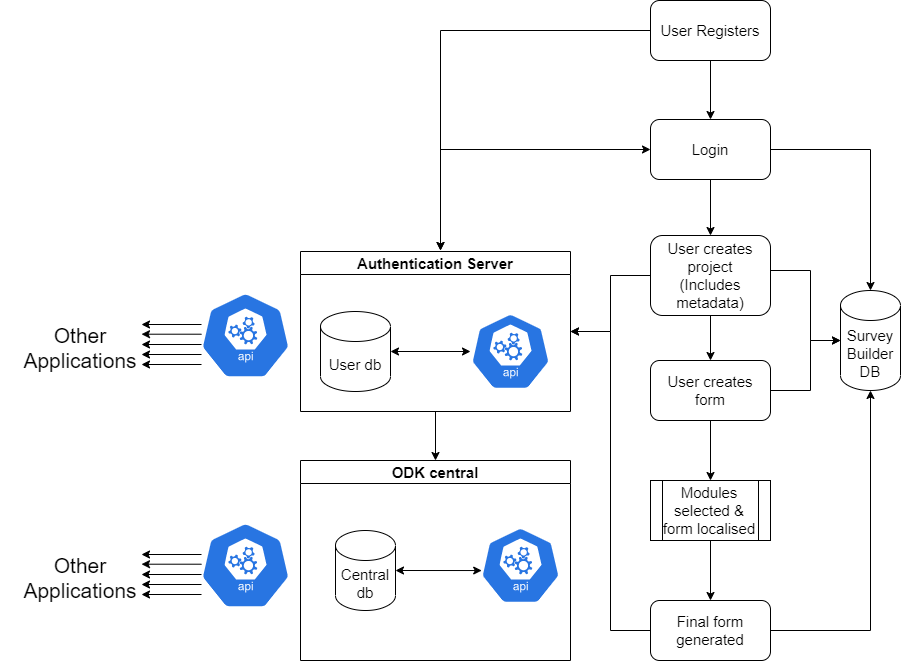 User Registers
Login
User creates
project
(Includes
metadata)
Authentication Server
User db
api
api
Other
Applications
Survey
Builder
DB
User creates
form
ODK central
Modules
selected &
form localised
Central
db
api
api
Other
Applications
Final form
generated